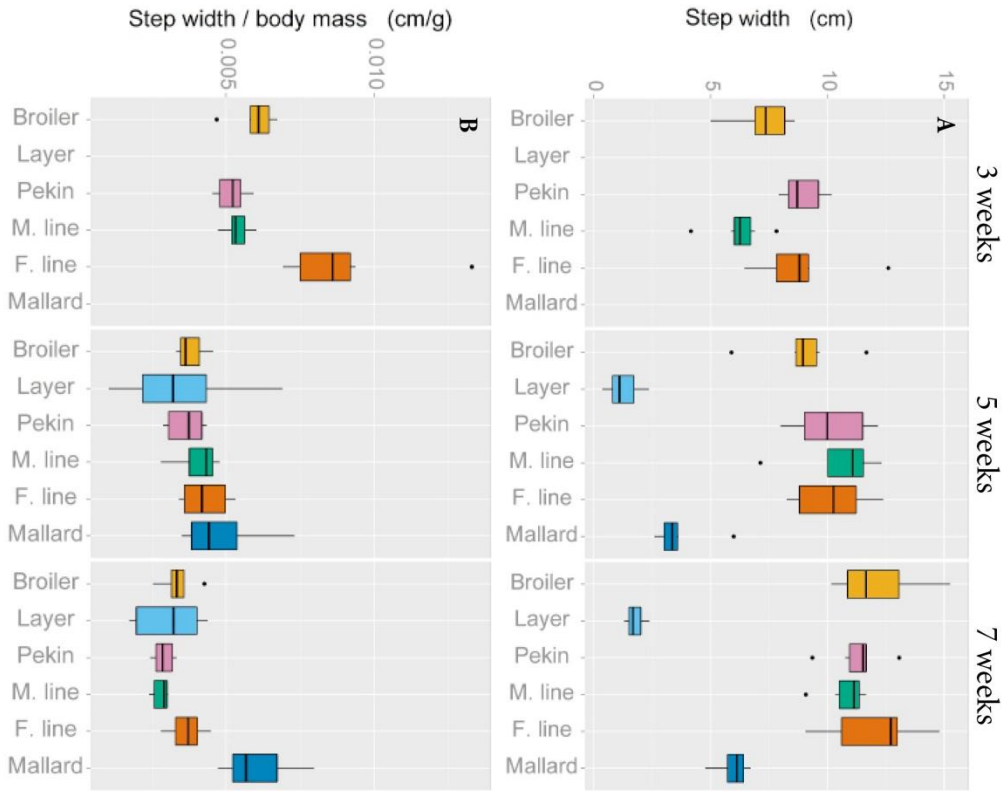 Step width / body mass (cm/g)
0.005
0.010
B
Broiler
Layer
Pekin
M. line
F. line
Mallard
Broiler
Layer
Pekin
M. line
F. line
Mallard
Broiler
Layer
Pekin
M. line
F. line
Mallard
Step width (cm)
0
5
10
15
A
Broiler
Layer
Pekin
M. line
F. line
Mallard
Broiler
Layer
Pekin
M. line
F. line
Mallard
Broiler
Layer
Pekin
M. line
F. line
Mallard
3 weeks
5 weeks
7 weeks